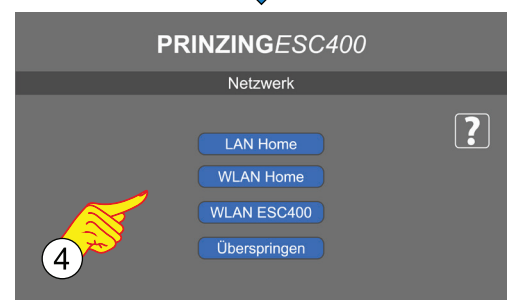 PRINZINGESC400
Netzwerk
?
LAN Home
WLAN Home
WLAN ESC400
Überspringen
4